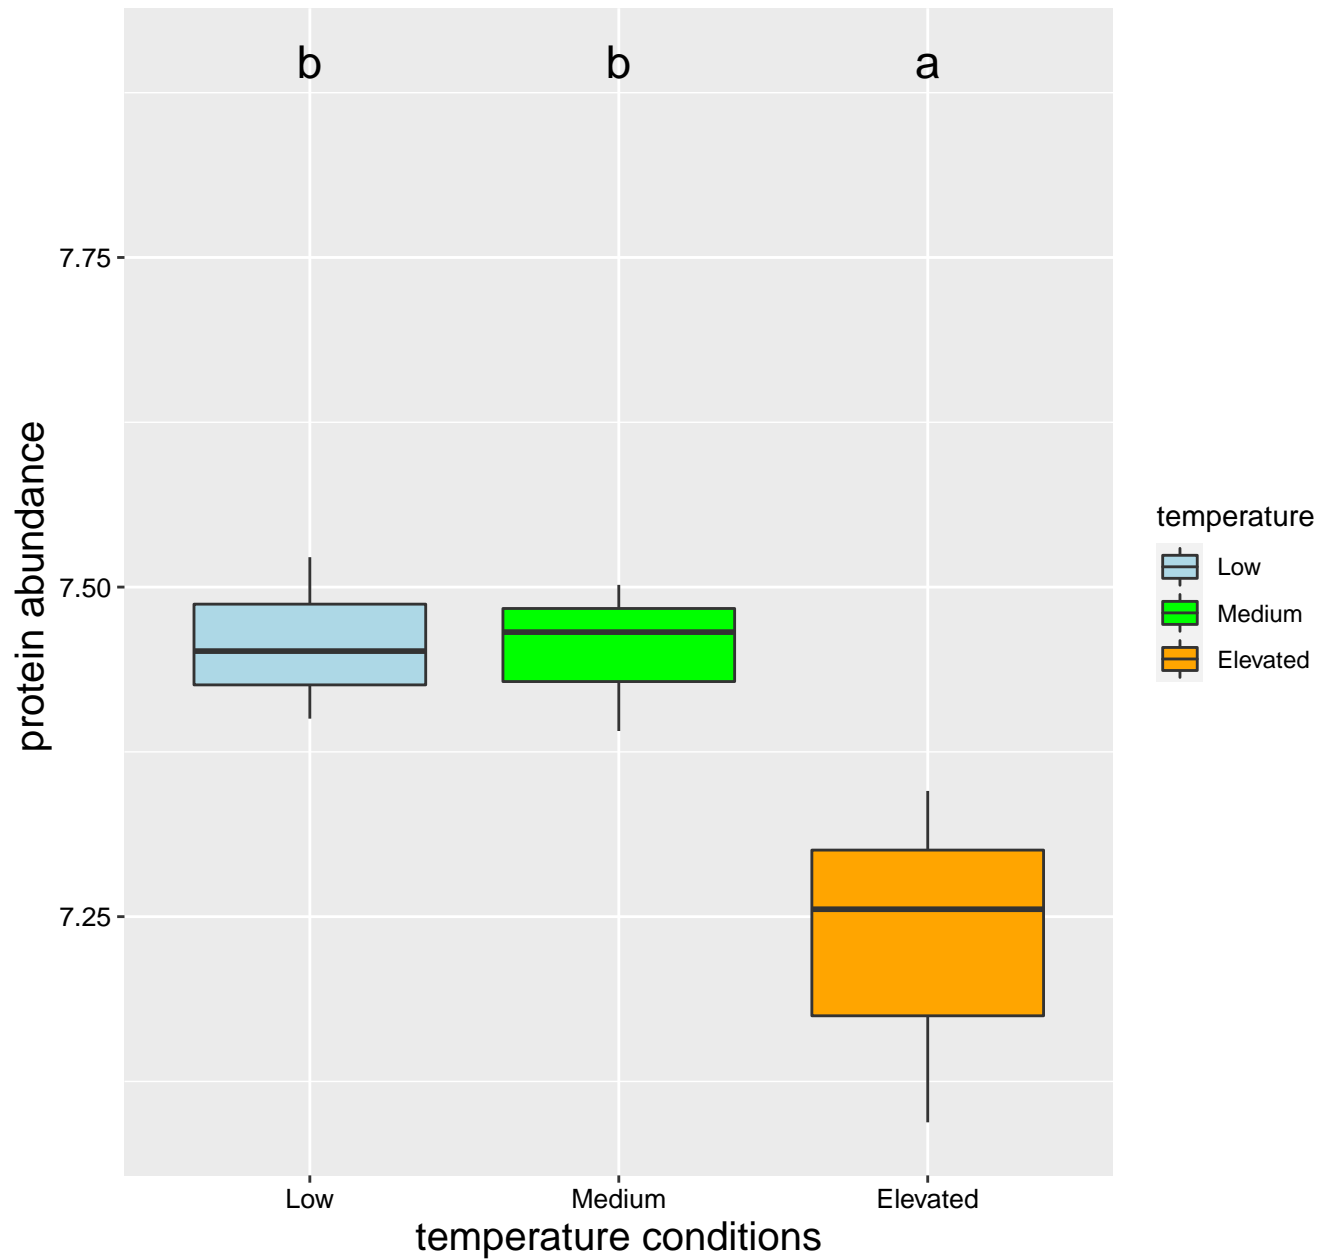 b b a
7.75
7.50
7.25
protein abundance
Low Medium Elevated
temperature conditions
temperature
Low
Medium
Elevated